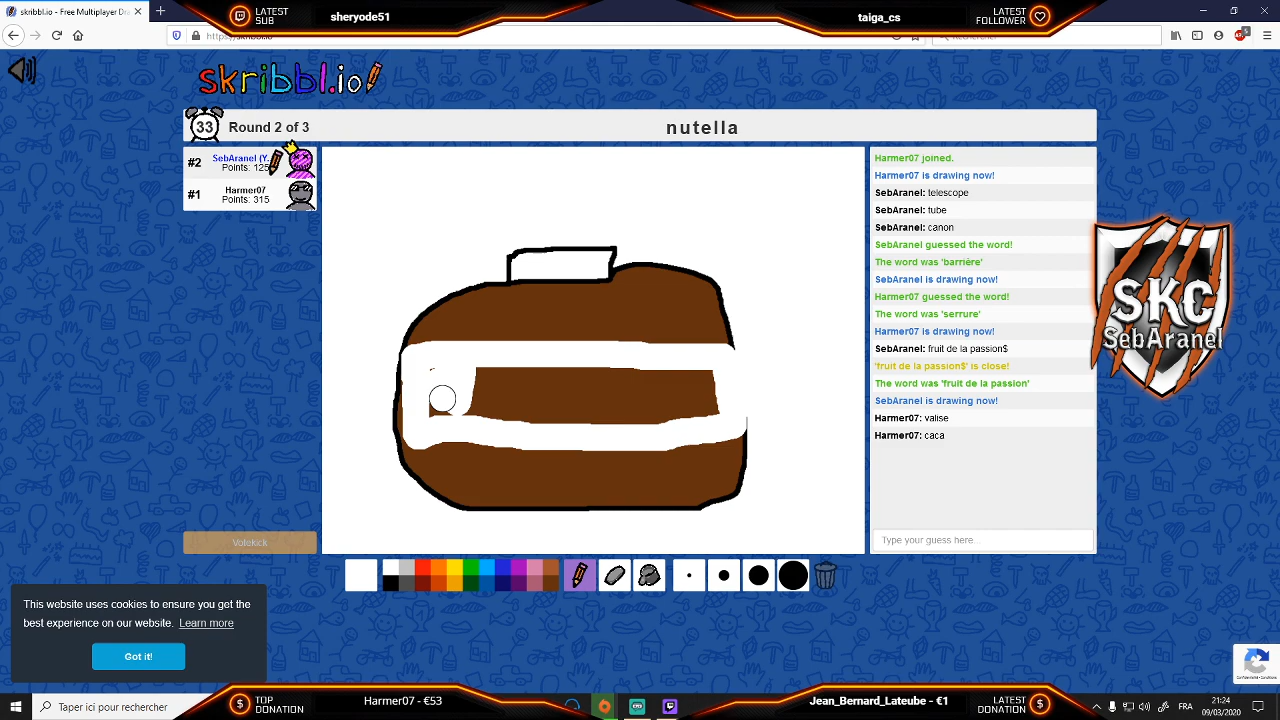 LATEST
SUB
sheryode51
taiga_cs
LATEST
FOLLOWER
skribbl.io - Free Multiplayer Dra
skribbl.io
33
Round 2 of 3
nutella
#2
SebAranel (Y.
Points: 125
#1
Harmer07
Points: 315
Harmer07 joined.
Harmer07 is drawing now!
SebAranel: telescope
SebAranel: tube
SebAranel: canon
SebAranel guessed the word!
The word was 'barrière'
SebAranel is drawing now!
Harmer07 guessed the word!
The word was 'serrure'
Harmer07 is drawing now!
SebAranel: fruit de la passion$
'fruit de la passion$' is close!
The word was 'fruit de la passion'
SebAranel is drawing now!
Harmer07: valise
Harmer07: caca
Type your guess here...
SKC
SebAranel
Votekick
This website uses cookies to ensure you get the
best experience on our website. Learn more
Got it!
Taper ici pour rechercher
TOP
DONATION
Harmer07 - €53
Jean_Bernard_Lateube - €1
LATEST
DONATION
FRA
21:24
09/03/2020